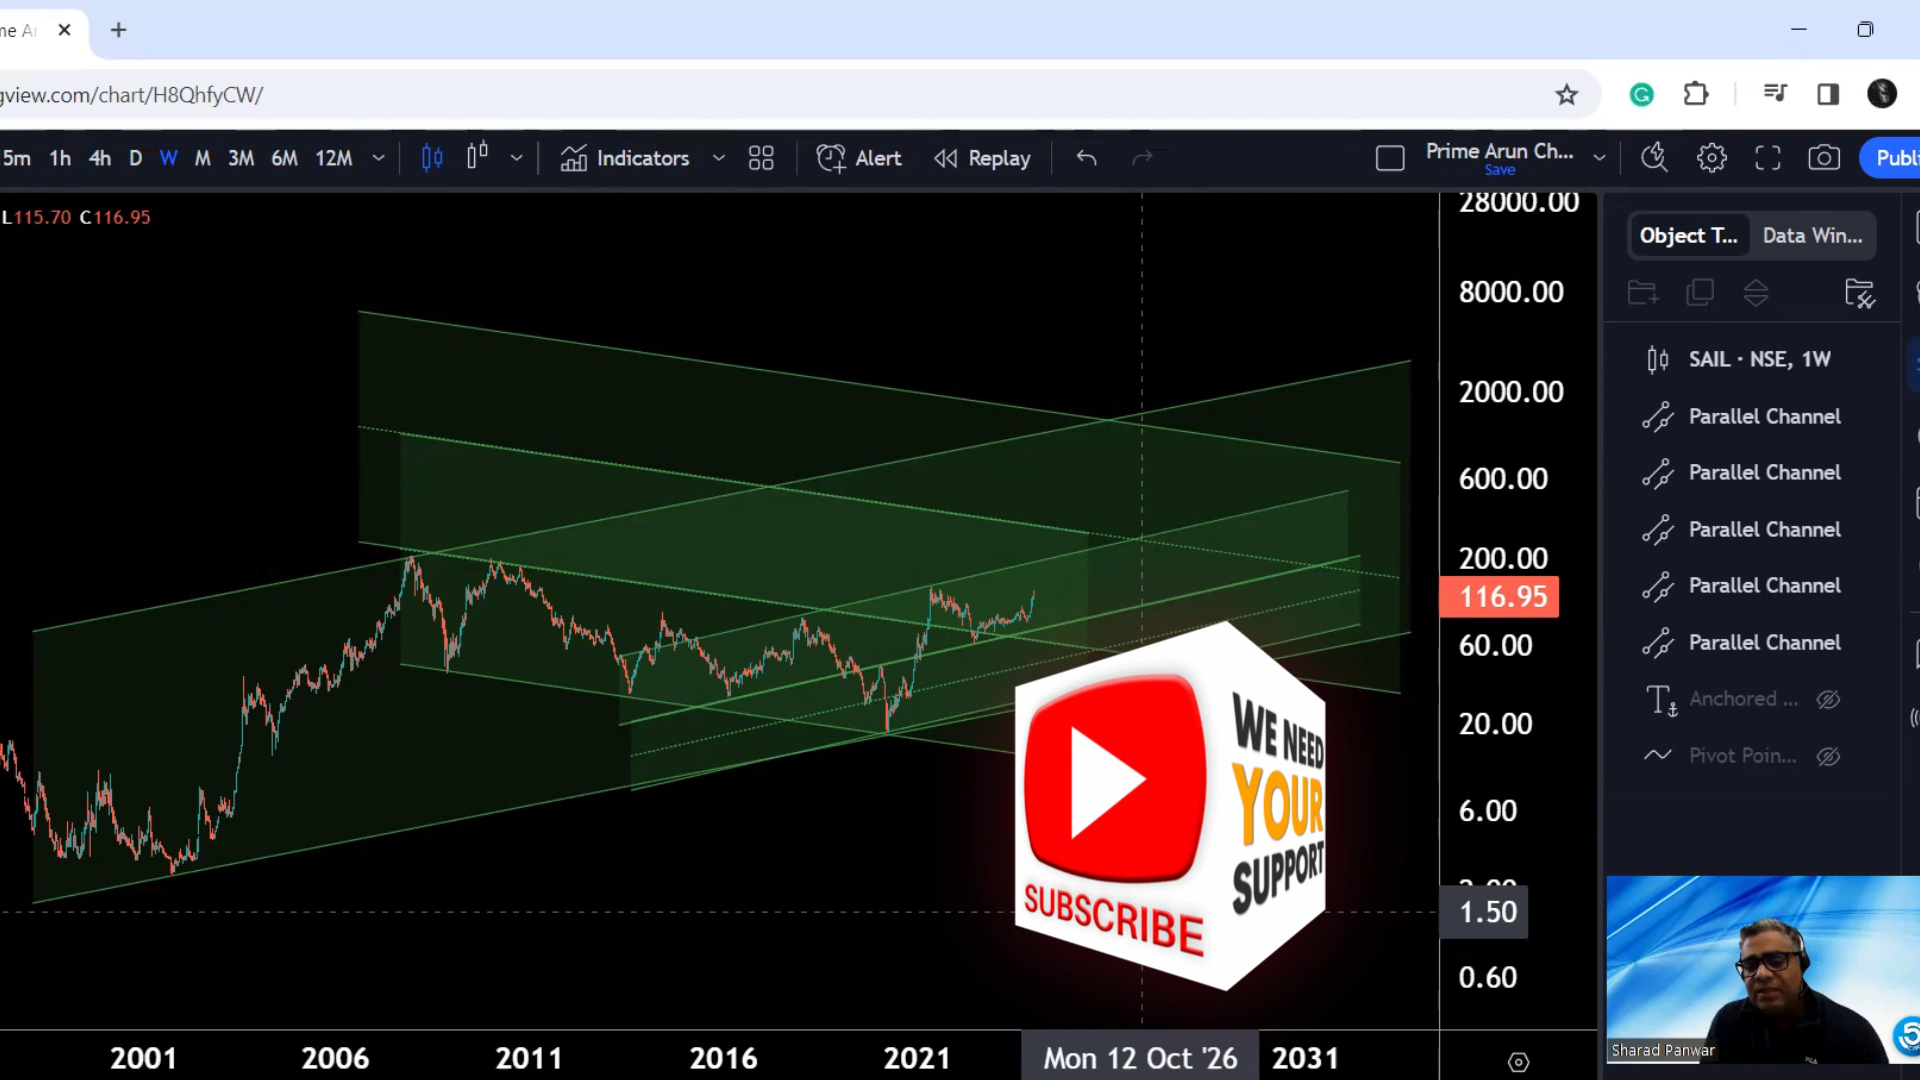 me Ar
gview.com/chart/H8QhfyCW/
5m 1h 4h D W M 3M 6M 12M Indicators Alert Replay Prime Arun Ch... Save Publi
L115.70 C116.95
28000.00
8000.00
2000.00
600.00
200.00
116.95
60.00
20.00
6.00
1.50
0.60
Object T... Data Win...
SAIL · NSE, 1W
Parallel Channel
Parallel Channel
Parallel Channel
Parallel Channel
Parallel Channel
Anchored ...
Pivot Poin...
WE NEED
YOUR
SUPPORT
SUBSCRIBE
Sharad Panwar
2001 2006 2011 2016 2021 Mon 12 Oct '26 2031